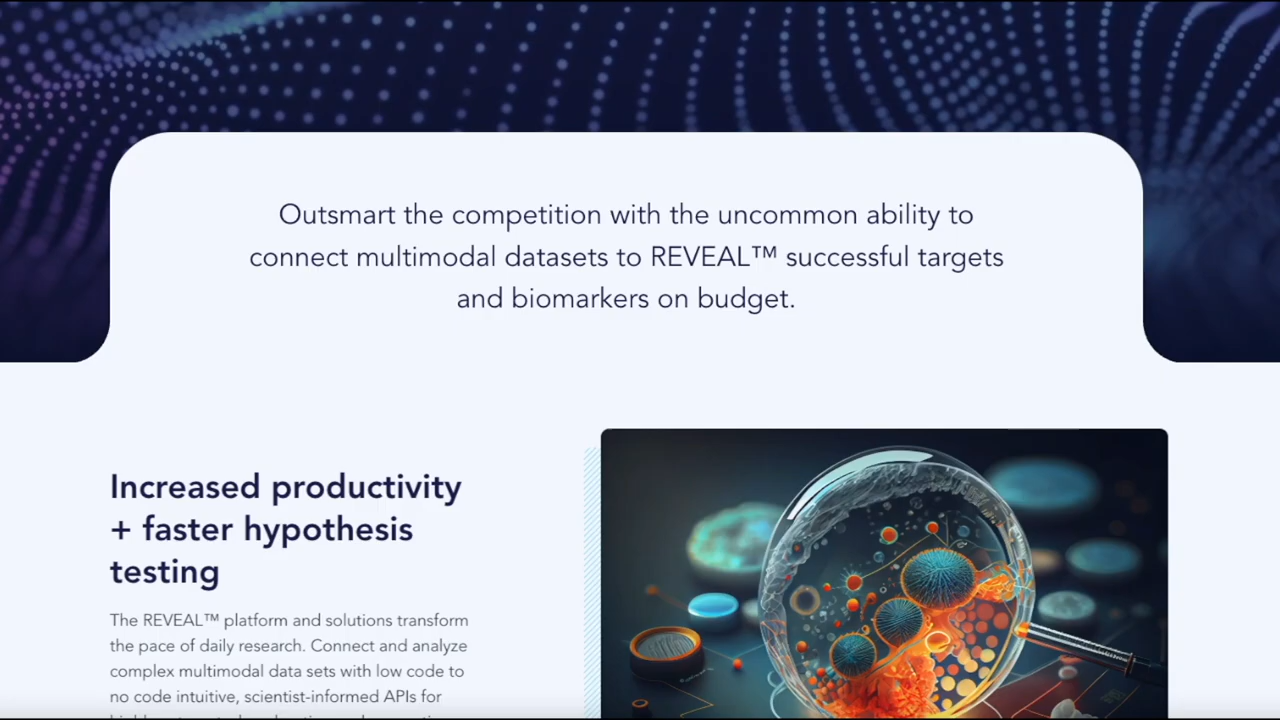 Outsmart the competition with the uncommon ability to
connect multimodal datasets to REVEAL™ successful targets
and biomarkers on budget.
Increased productivity
+ faster hypothesis
testing
The REVEAL™ platform and solutions transform
the pace of daily research. Connect and analyze
complex multimodal data sets with low code to
no code intuitive, scientist-informed APIs for